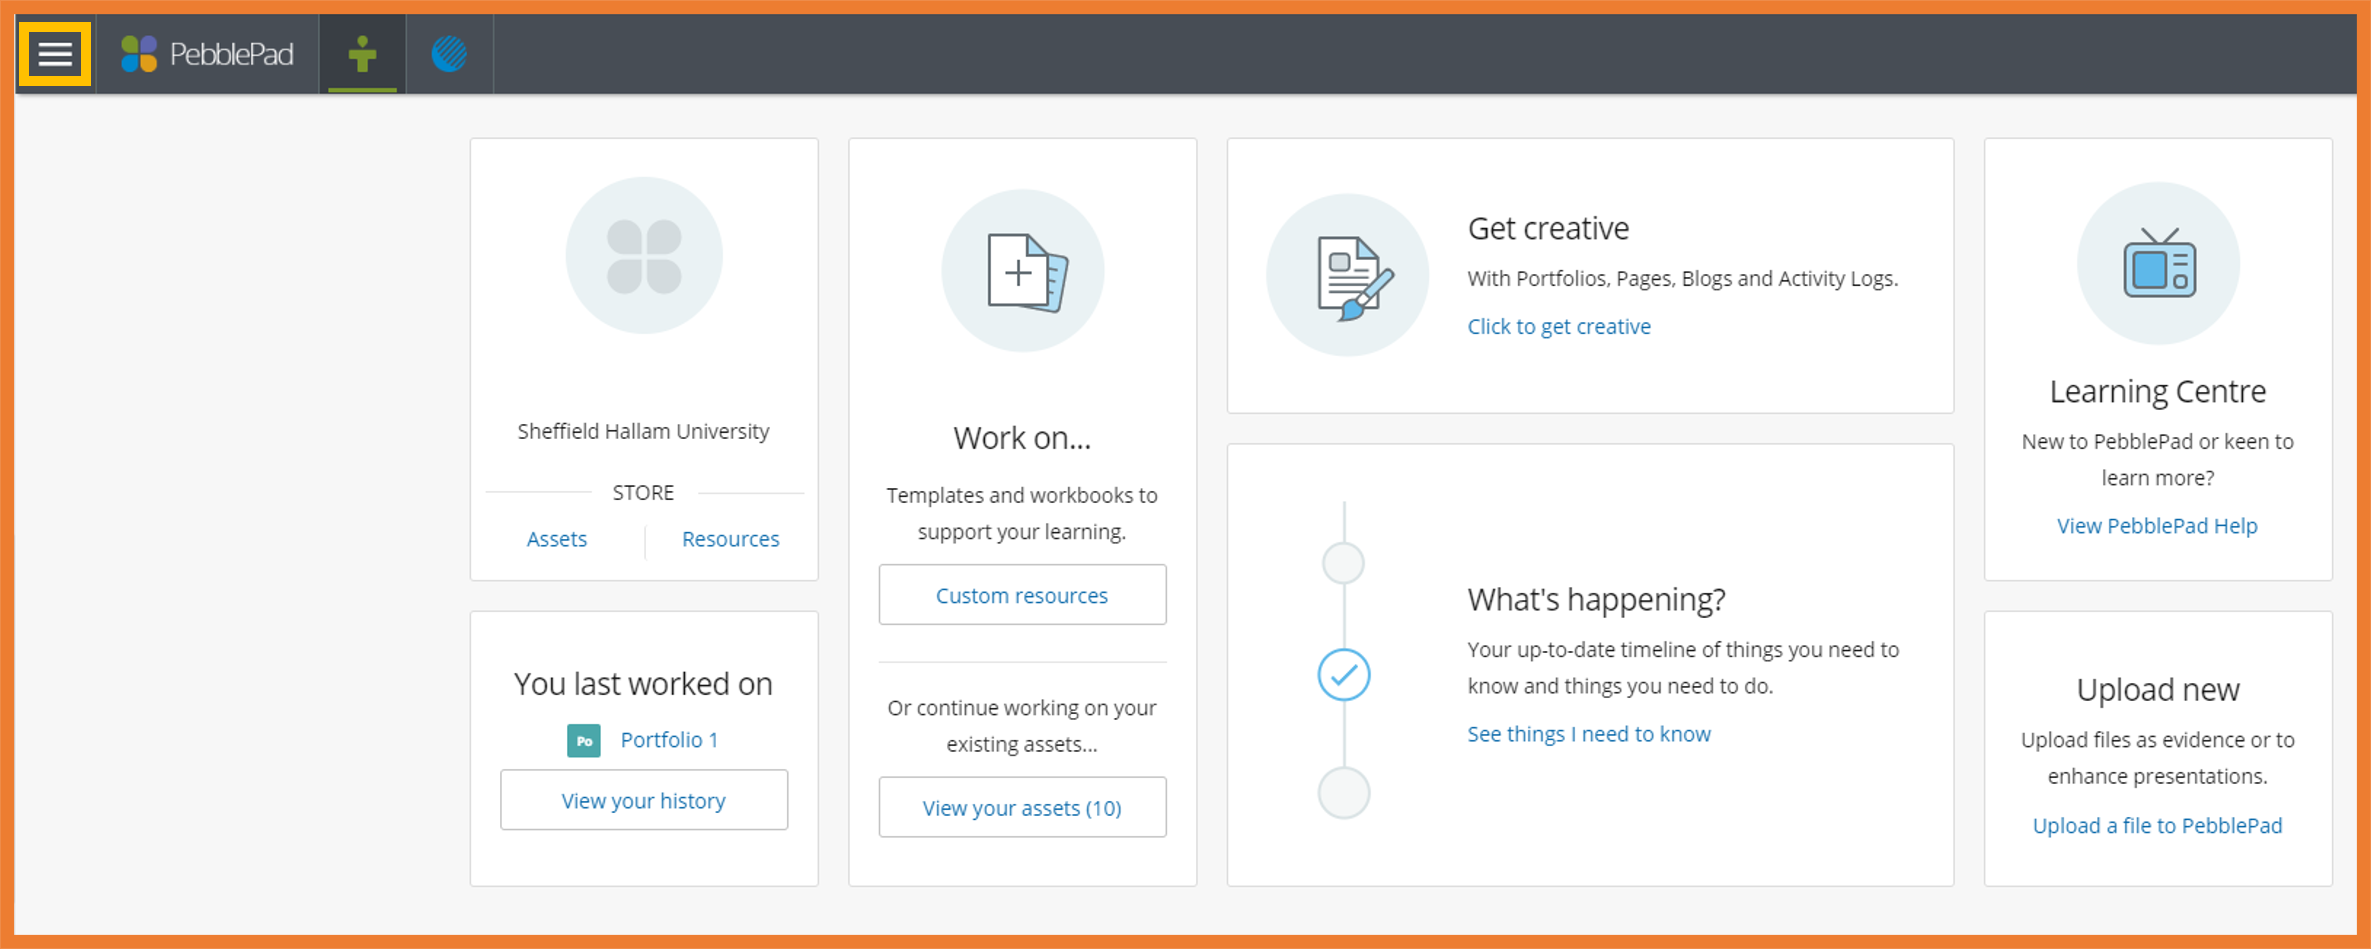 PebblePad
Sheffield Hallam University
STORE
Assets
Resources
You last worked on
Po
Portfolio 1
View your history
Work on...
Templates and workbooks to
support your learning.
Custom resources
Or continue working on your
existing assets...
View your assets (10)
Get creative
With Portfolios, Pages, Blogs and Activity Logs.
Click to get creative
What's happening?
Your up-to-date timeline of things you need to
know and things you need to do.
See things I need to know
Learning Centre
New to PebblePad or keen to
learn more?
View PebblePad Help
Upload new
Upload files as evidence or to
enhance presentations.
Upload a file to PebblePad